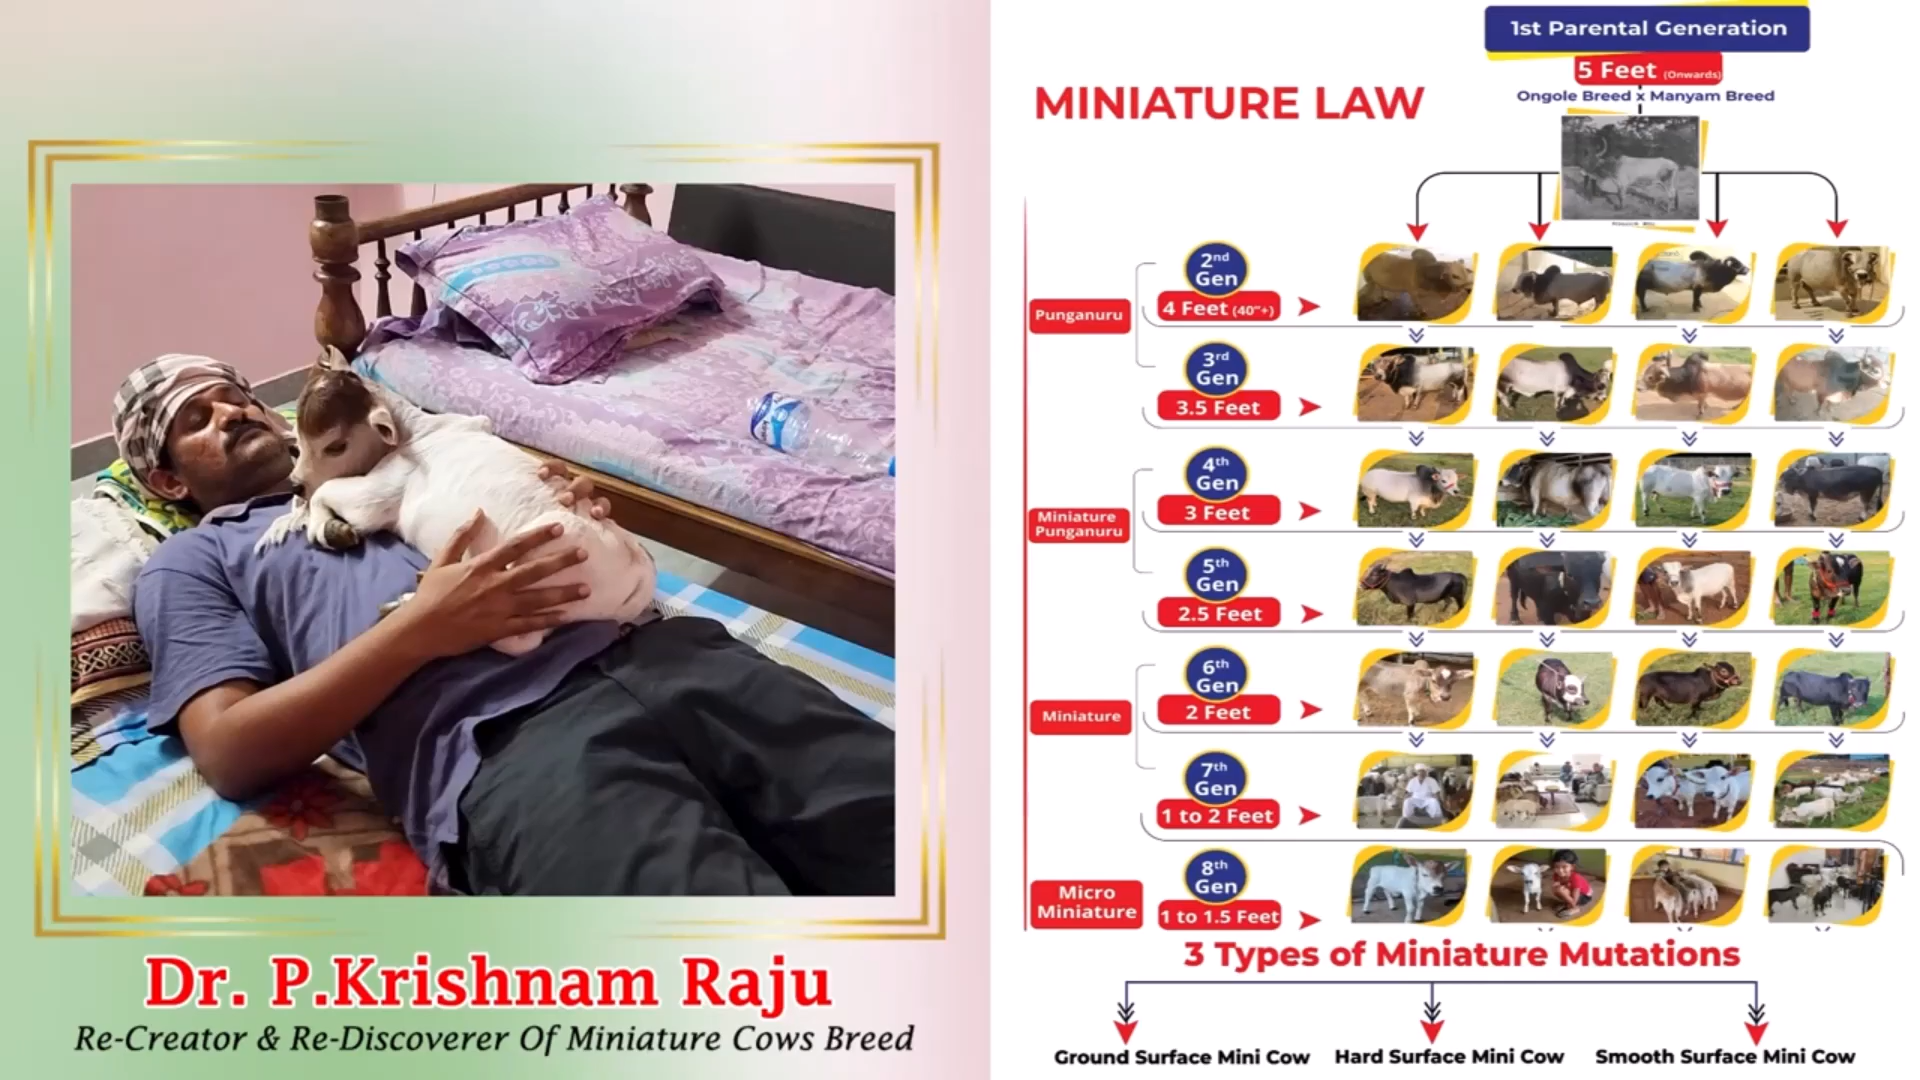 Dr. P.Krishnam Raju
Re-Creator & Re-Discoverer Of Miniature Cows Breed
MINIATURE LAW
1st Parental Generation
5 Feet (Onwards)
Ongole Breed x Manyam Breed
Punganuru
2nd
Gen
4 Feet (40"+)
3rd
Gen
3.5 Feet
Miniature
Punganuru
4th
Gen
3 Feet
5th
Gen
2.5 Feet
Miniature
6th
Gen
2 Feet
7th
Gen
1 to 2 Feet
Micro
Miniature
8th
Gen
1 to 1.5 Feet
3 Types of Miniature Mutations
Ground Surface Mini Cow
Hard Surface Mini Cow
Smooth Surface Mini Cow